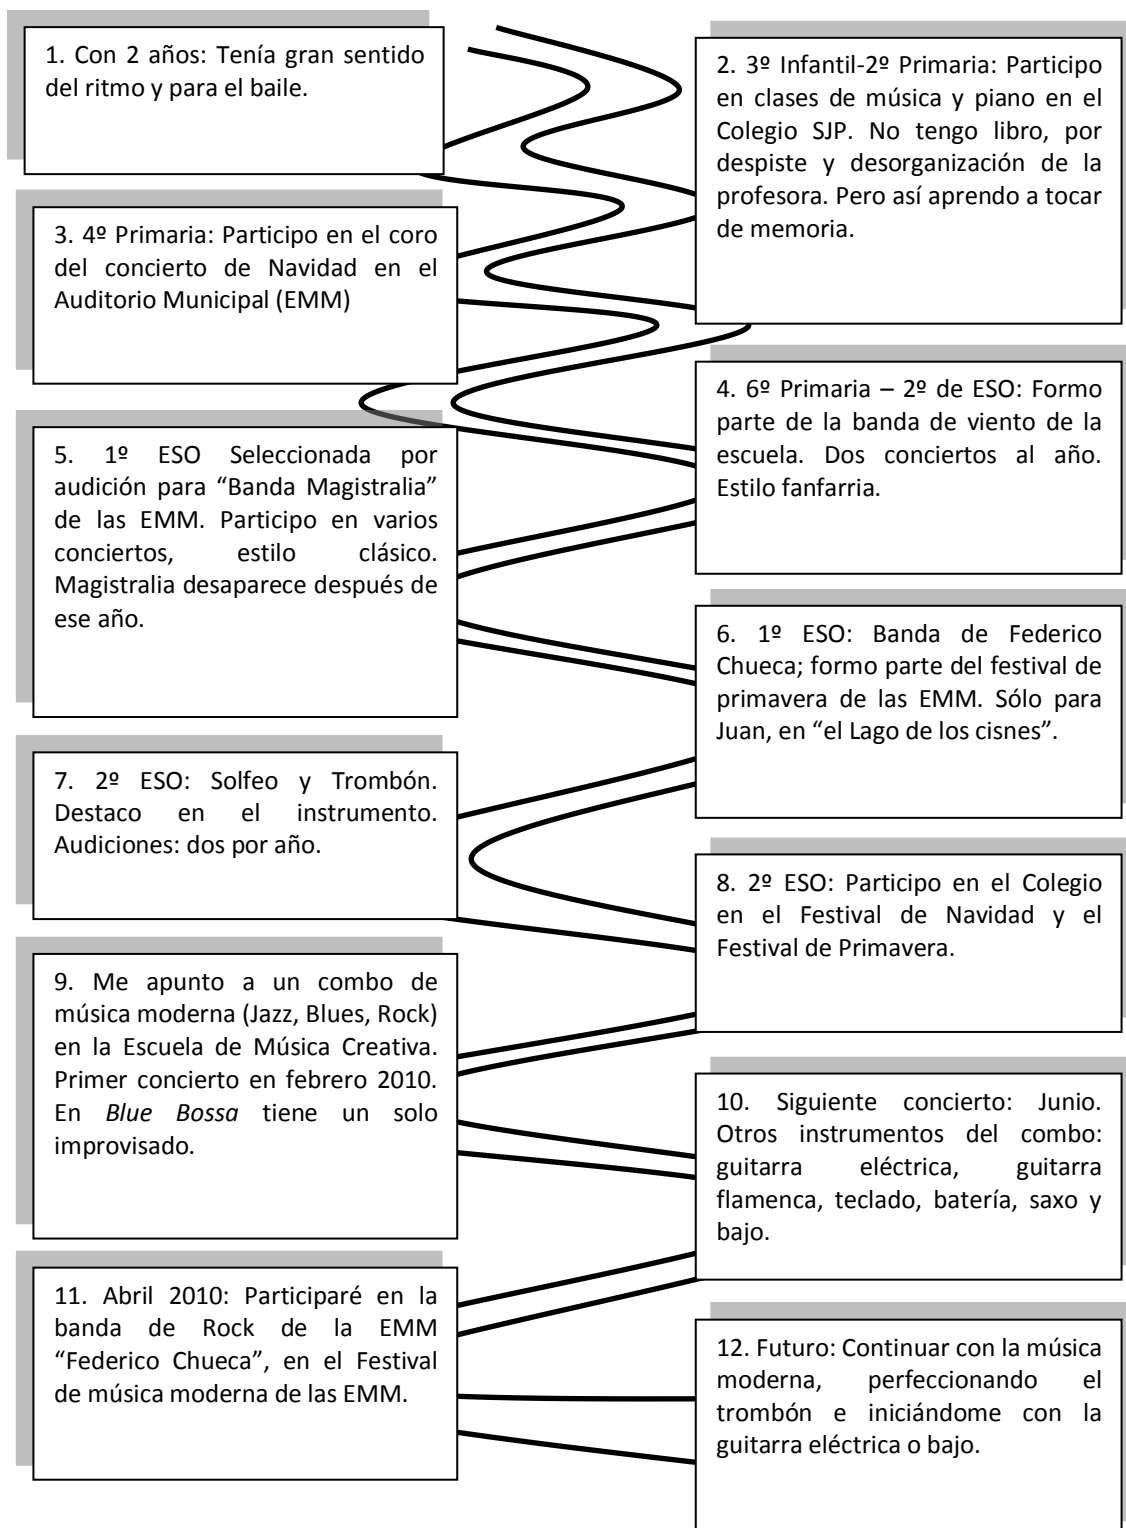 1. Con 2 años: Tenía gran sentido
del ritmo y para el baile.
2. 3º Infantil-2º Primaria: Participo
en clases de música y piano en el
Colegio SJP. No tengo libro, por
despiste y desorganización de la
profesora. Pero así aprendo a tocar
de memoria.
3. 4º Primaria: Participo en el coro
del concierto de Navidad en el
Auditorio Municipal (EMM)
4. 6º Primaria – 2º de ESO: Formo
parte de la banda de viento de la
escuela. Dos conciertos al año.
Estilo fanfarria.
5. 1º ESO Seleccionada por
audición para “Banda Magistralia”
de las EMM. Participo en varios
conciertos, estilo clásico.
Magistralia desaparece después de
ese año.
6. 1º ESO: Banda de Federico
Chueca; formo parte del festival de
primavera de las EMM. Sólo para
Juan, en “el Lago de los cisnes”.
7. 2º ESO: Solfeo y Trombón.
Destaco en el instrumento.
Audiciones: dos por año.
8. 2º ESO: Participo en el Colegio
en el Festival de Navidad y el
Festival de Primavera.
9. Me apunto a un combo de
música moderna (Jazz, Blues, Rock)
en la Escuela de Música Creativa.
Primer concierto en febrero 2010.
En Blue Bossa tiene un solo
improvisado.
10. Siguiente concierto: Junio.
Otros instrumentos del combo:
guitarra eléctrica, guitarra
flamenca, teclado, batería, saxo y
bajo.
11. Abril 2010: Participaré en la
banda de Rock de la EMM
“Federico Chueca”, en el Festival
de música moderna de las EMM.
12. Futuro: Continuar con la música
moderna, perfeccionando el
trombón e iniciándome con la
guitarra eléctrica o bajo.